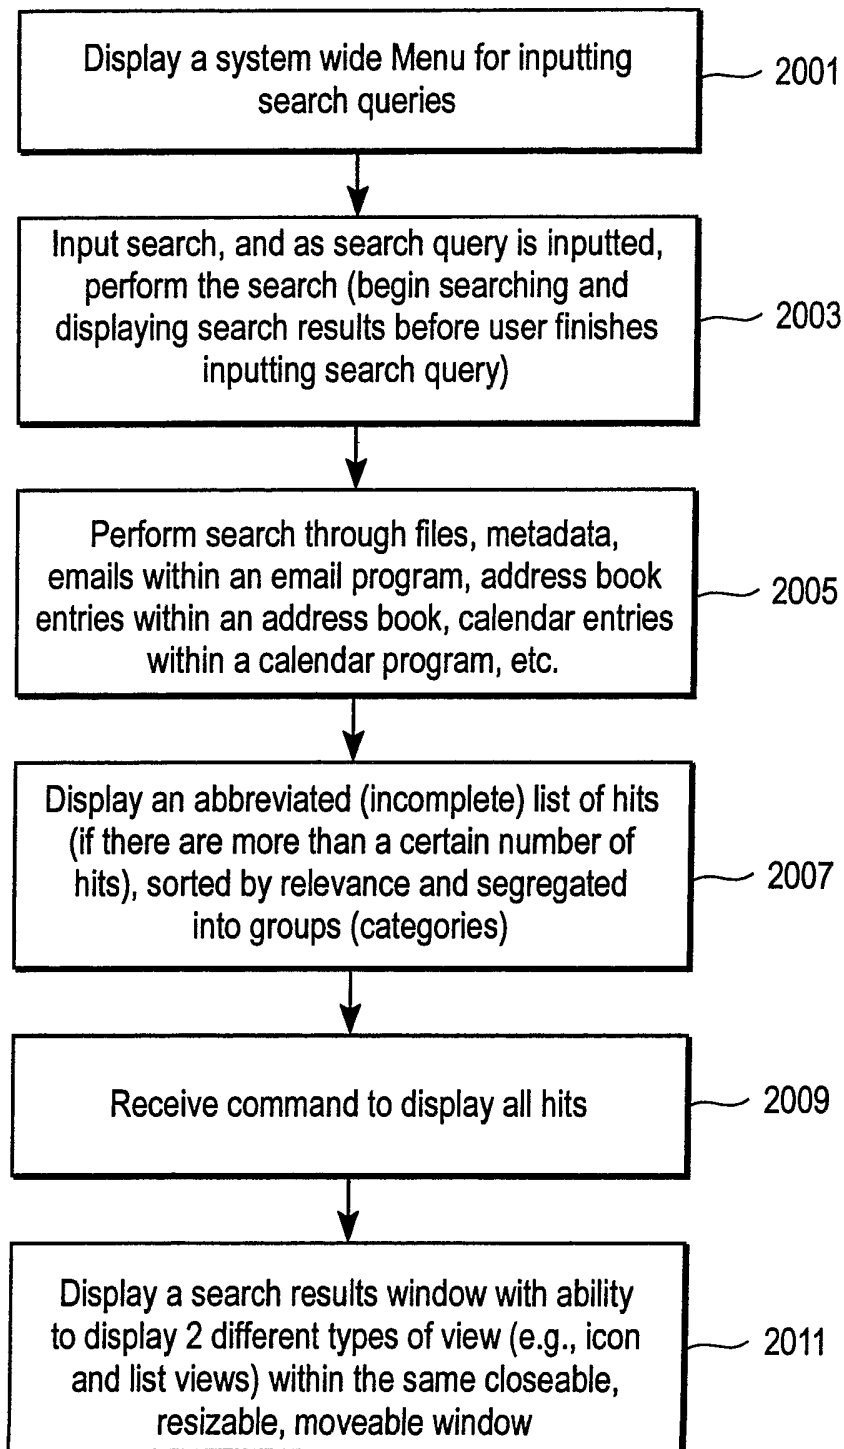 Display a system wide Menu for inputting
search queries
2001
Input search, and as search query is inputted,
perform the search (begin searching and
displaying search results before user finishes
inputting search query)
2003
Perform search through files, metadata,
emails within an email program, address book
entries within an address book, calendar entries
within a calendar program, etc.
2005
Display an abbreviated (incomplete) list of hits
(if there are more than a certain number of
hits), sorted by relevance and segregated
into groups (categories)
2007
Receive command to display all hits
2009
Display a search results window with ability
to display 2 different types of view (e.g., icon
and list views) within the same closeable,
resizable, moveable window
2011